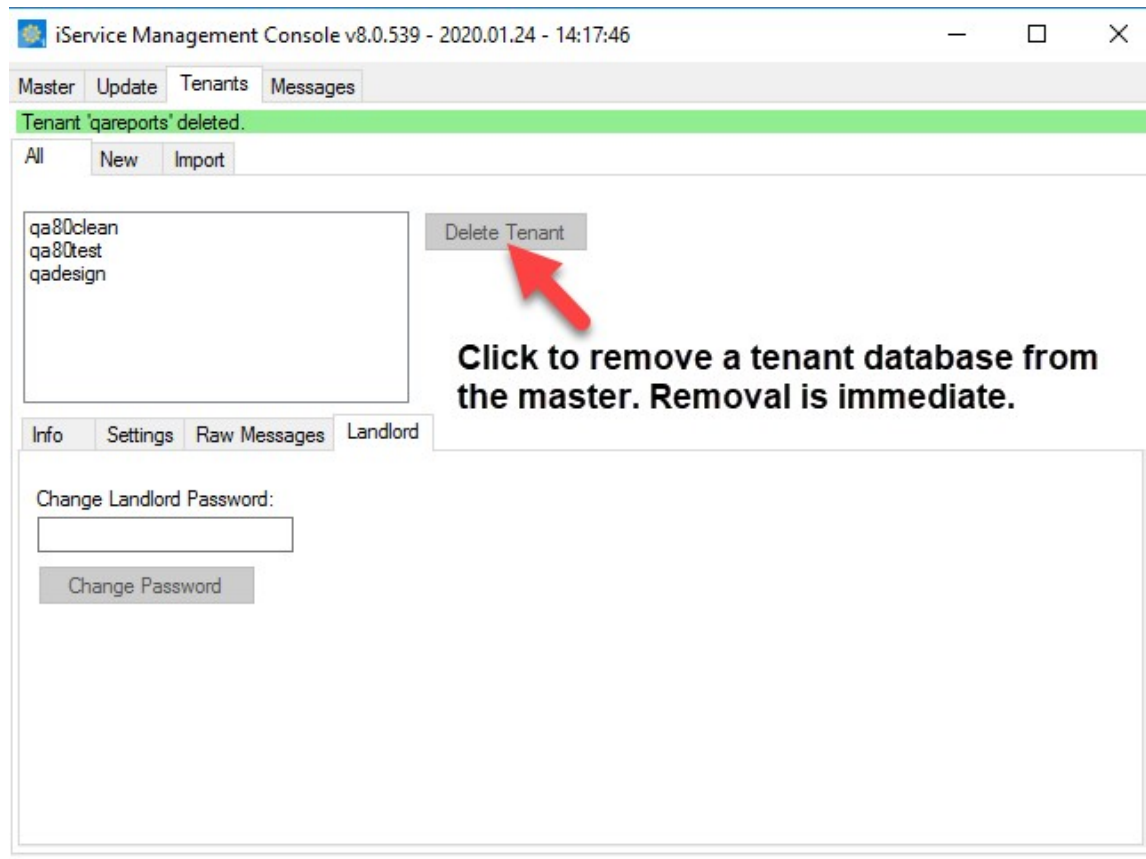 iService Management Console v8.0.539 - 2020.01.24 - 14:17:46
Master Update Tenants Messages
Tenant 'qareports' deleted.
All New Import
qa80clean
qa80test
qadesign
Delete Tenant
Click to remove a tenant database from
the master. Removal is immediate.
Info Settings Raw Messages Landlord
Change Landlord Password:
Change Password